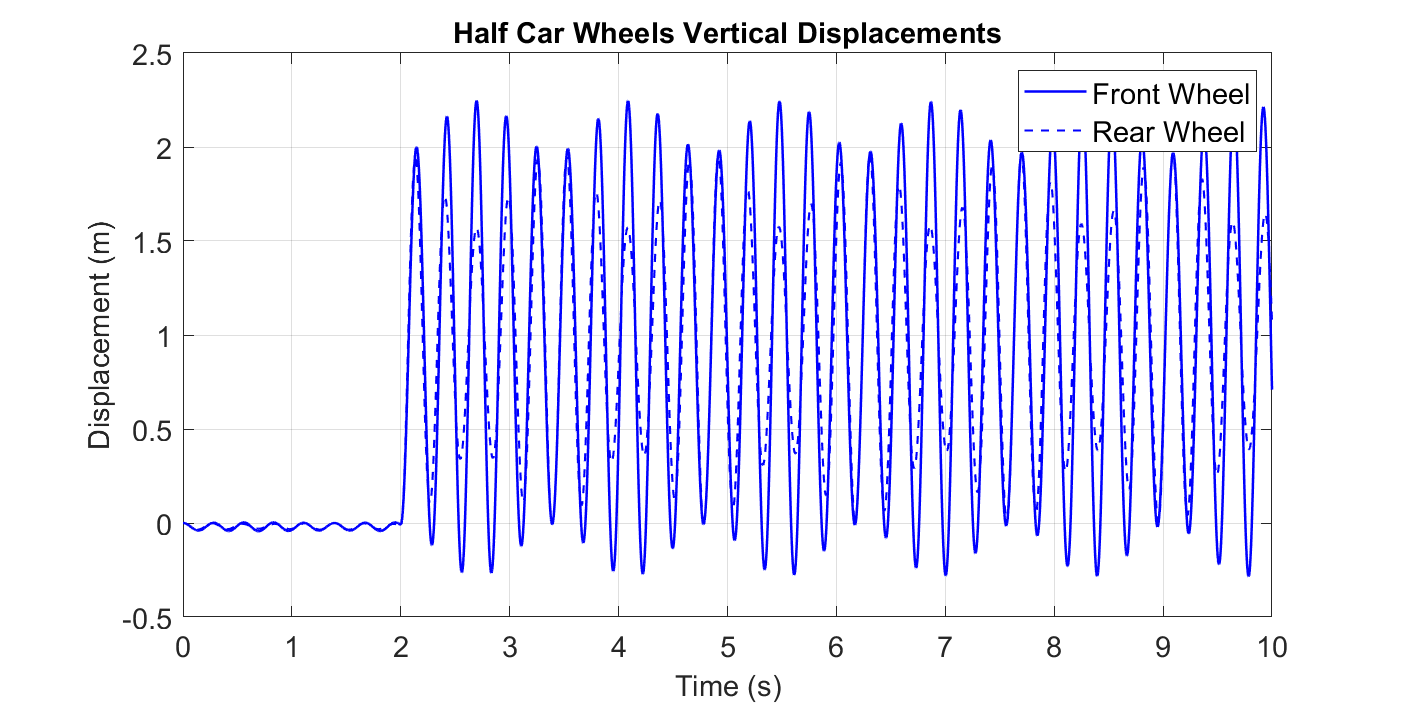 Half Car Wheels Vertical Displacements
2.5
2
1.5
1
0.5
0
-0.5
Displacement (m)
Front Wheel
Rear Wheel
0 1 2 3 4 5 6 7 8 9 10
Time (s)